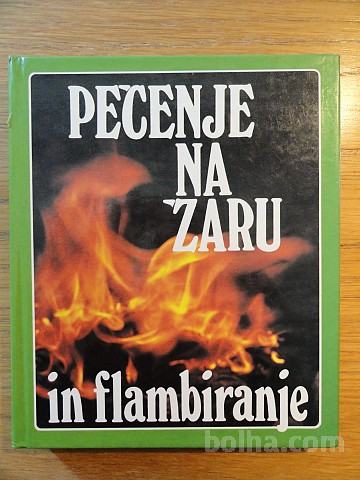 PEČENJE
NA
ŽARU
in flambiranje
bolha.com